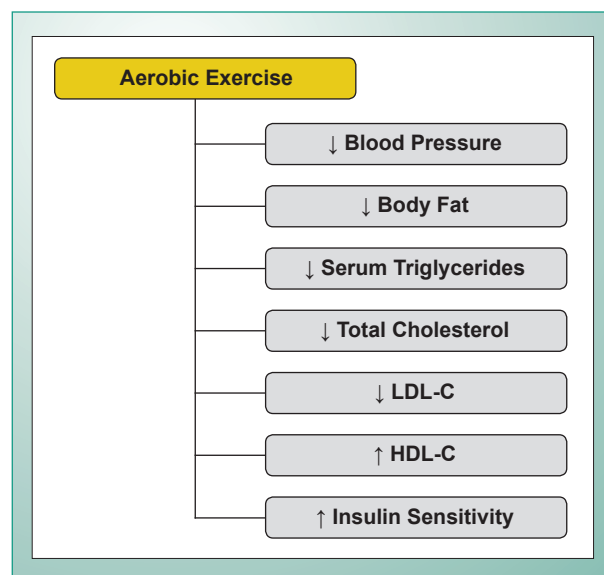 Aerobic Exercise
↓ Blood Pressure
↓ Body Fat
↓ Serum Triglycerides
↓ Total Cholesterol
↓ LDL-C
↑ HDL-C
↑ Insulin Sensitivity